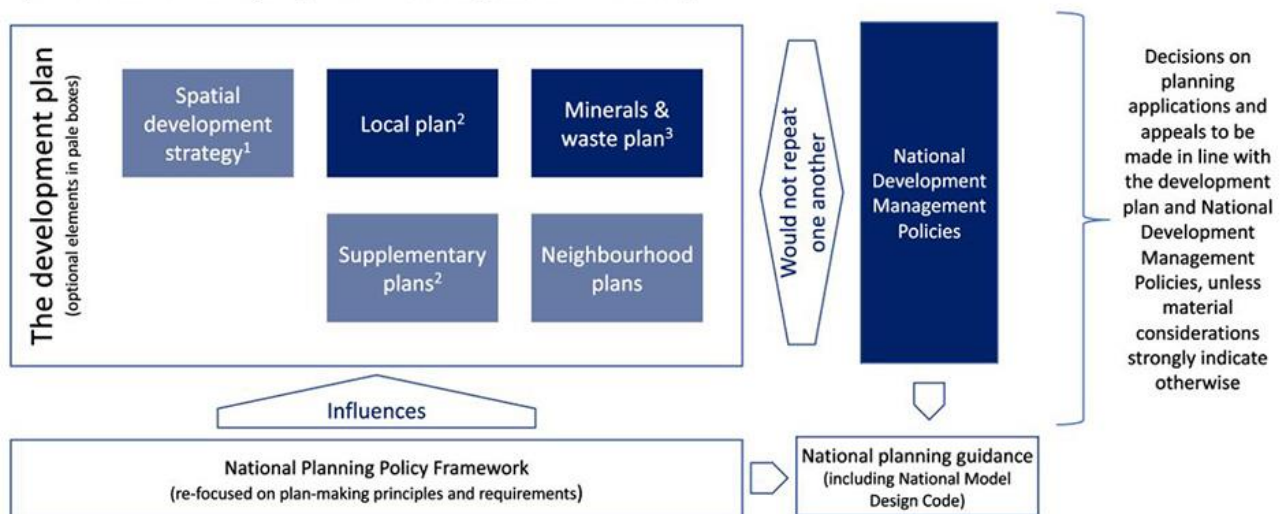 The development plan
(optional elements in pale boxes)
Spatial
development
strategy¹
Local plan²
Minerals &
waste plan³
Supplementary
plans²
Neighbourhood
plans
Would not repeat
one another
National
Development
Management
Policies
Decisions on
planning
applications and
appeals to be
made in line with
the development
plan and National
Development
Management
Policies, unless
material
considerations
strongly indicate
otherwise
Influences
National Planning Policy Framework
(re-focused on plan-making principles and requirements)
National planning guidance
(including National Model
Design Code)